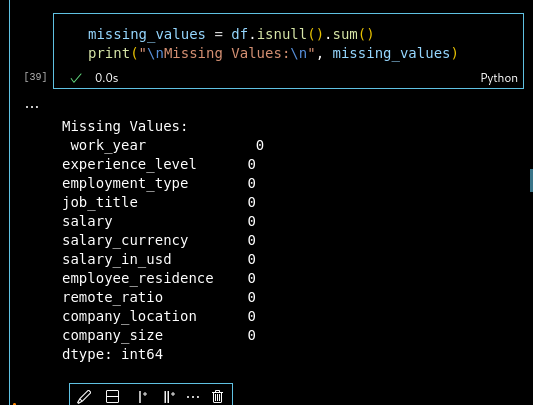 missing_values = df.isnull().sum()
print("\nMissing Values:\n", missing_values)
[39] 0.0s Python
...
Missing Values:
 work_year             0
experience_level      0
employment_type       0
job_title             0
salary                0
salary_currency       0
salary_in_usd         0
employee_residence    0
remote_ratio          0
company_location      0
company_size          0
dtype: int64